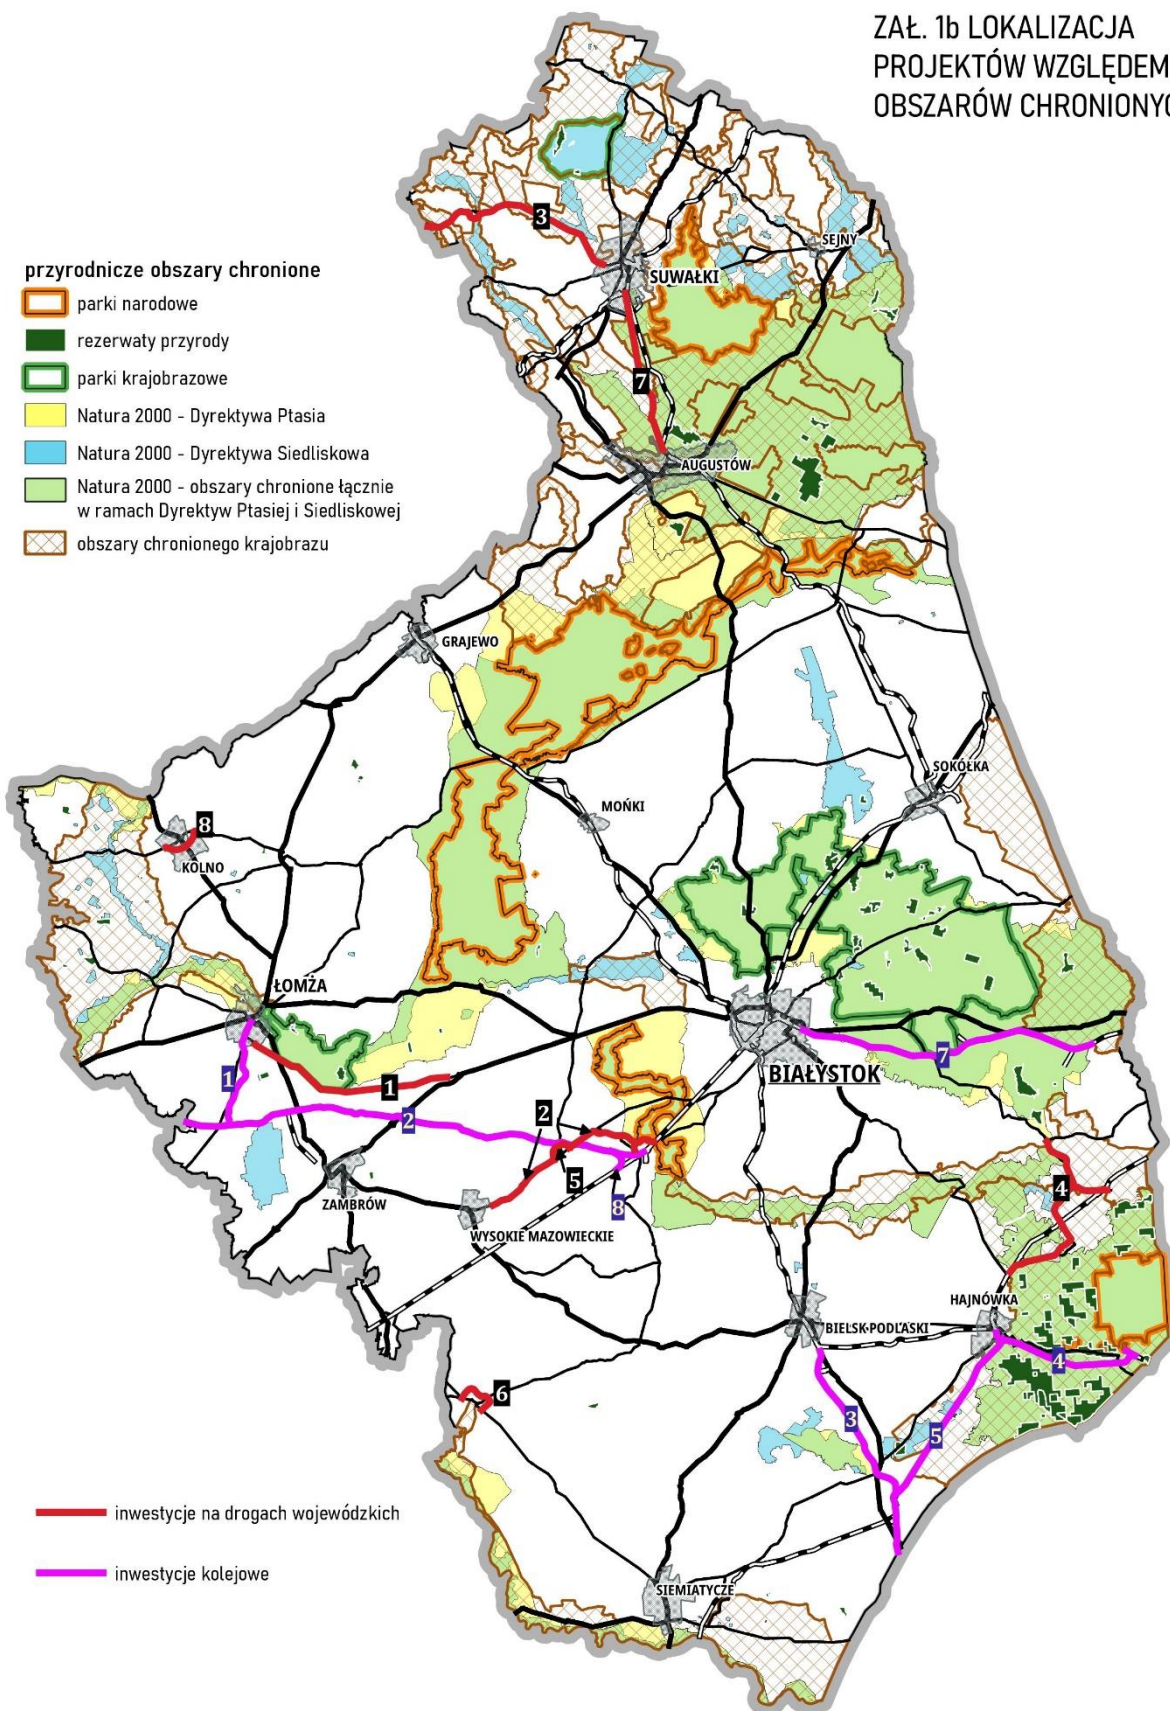 ZAŁ. 1b LOKALIZACJA
PROJEKTÓW WZGLĘDEM
OBSZARÓW CHRONIONYC
przyrodnicze obszary chronione
parki narodowe
rezerwaty przyrody
parki krajobrazowe
Natura 2000 - Dyrektywa Ptasia
Natura 2000 - Dyrektywa Siedliskowa
Natura 2000 - obszary chronione łącznie
w ramach Dyrektyw Ptasiej i Siedliskowej
obszary chronionego krajobrazu
3
SEJNY
SUWAŁKI
7
AUGUSTÓW
GRAJEWO
SOKÓŁKA
MOŃKI
8
KOLNO
ŁOMŻA
7
BIAŁYSTOK
1
1
2
2
5
4
8
ZAMBRÓW
WYSOKIE MAZOWIECKIE
HAJNÓWKA
BIELSK PODLASKI
4
6
3
5
inwestycje na drogach wojewódzkich
inwestycje kolejowe
SIEMIATYCZE